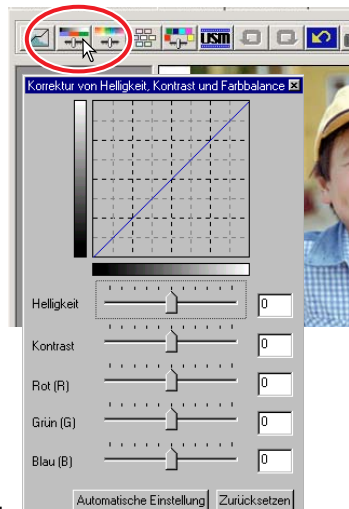 USM
Korrektur von Helligkeit, Kontrast und Farbbalance
Helligkeit 0
Kontrast 0
Rot (R) 0
Grün (G) 0
Blau (B) 0
Automatische Einstellung Zurücksetzen